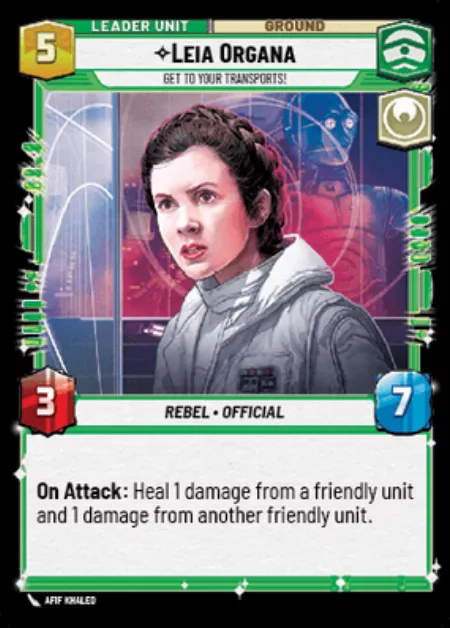 LEADER UNIT
GROUND
5
LEIA ORGANA
GET TO YOUR TRANSPORTS!
3
REBEL • OFFICIAL
7
On Attack: Heal 1 damage from a friendly unit
and 1 damage from another friendly unit.
AFIF KHALED